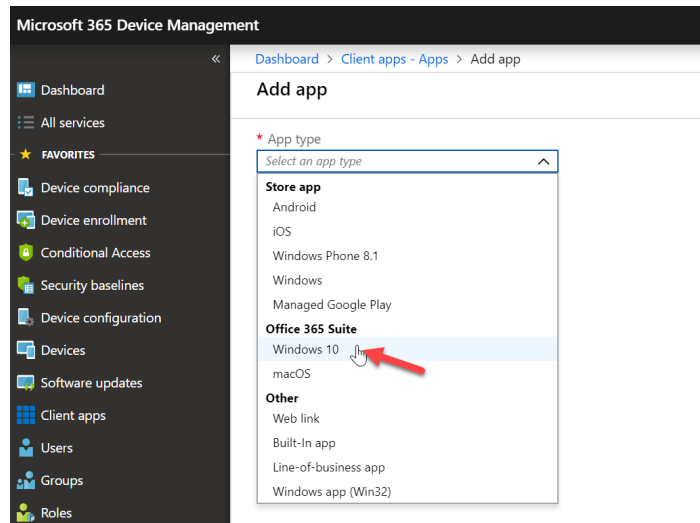 Microsoft 365 Device Management
«
Dashboard > Client apps - Apps > Add app
Add app
Dashboard
All services
FAVORITES
Device compliance
Device enrollment
Conditional Access
Security baselines
Device configuration
Devices
Software updates
Client apps
Users
Groups
Roles
* App type
Select an app type
Store app
Android
iOS
Windows Phone 8.1
Windows
Managed Google Play
Office 365 Suite
Windows 10
macOS
Other
Web link
Built-In app
Line-of-business app
Windows app (Win32)